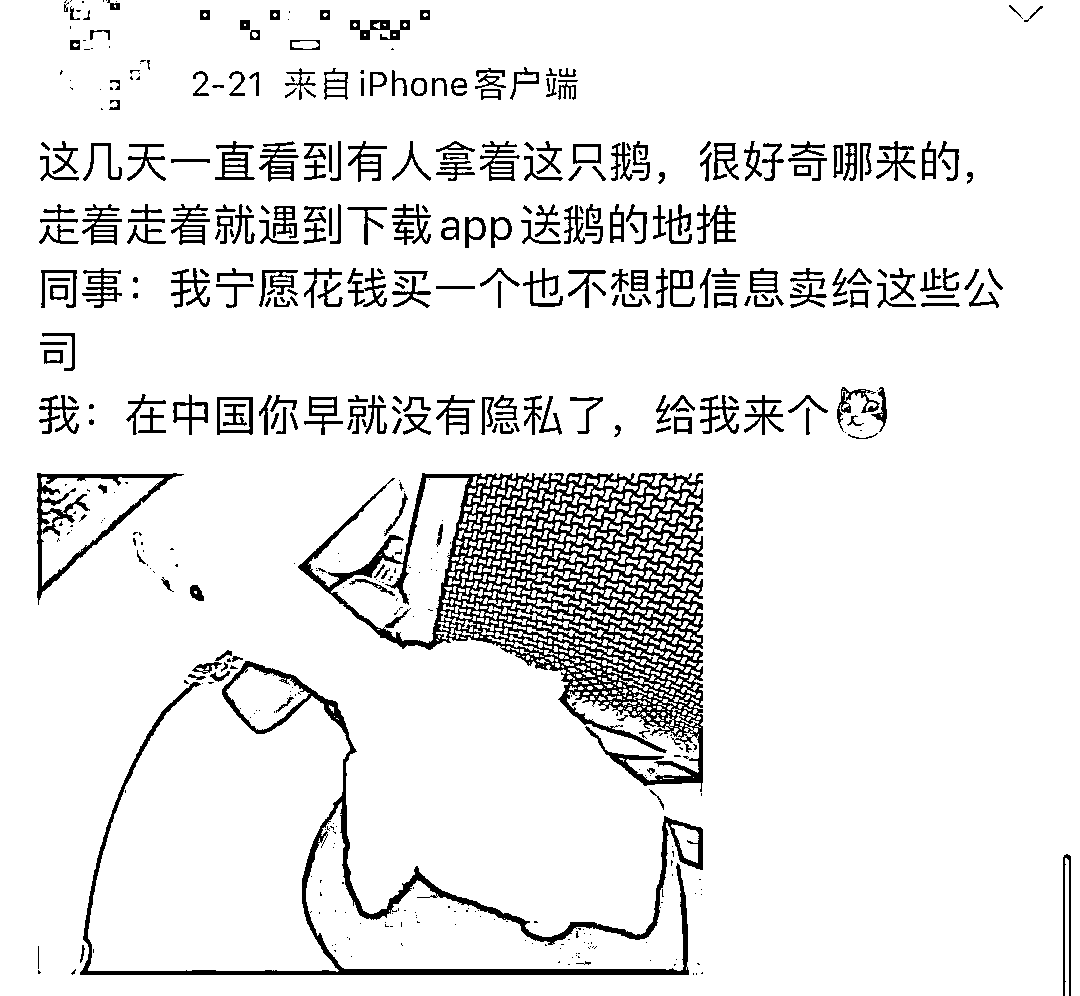 2-21 来自iPhone客户端
这几天一直看到有人拿着这只鹅，很好奇哪来的，
走着走着就遇到下载app送鹅的地推
同事：我宁愿花钱买一个也不想把信息卖给这些公
司
我：在中国你早就没有隐私了，给我来个